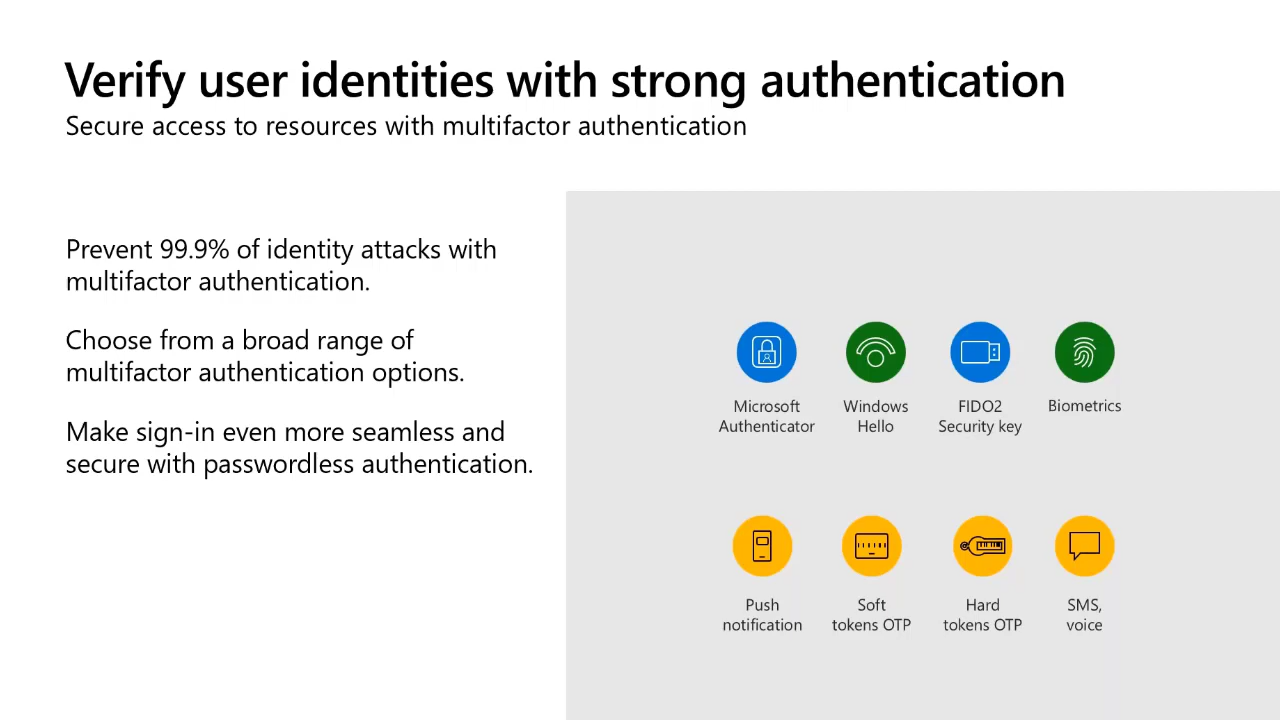 Verify user identities with strong authentication
Secure access to resources with multifactor authentication
Prevent 99.9% of identity attacks with
multifactor authentication.
Choose from a broad range of
multifactor authentication options.
Make sign-in even more seamless and
secure with passwordless authentication.
Microsoft
Authenticator
Windows
Hello
FIDO2
Security key
Biometrics
Push
notification
Soft
tokens OTP
Hard
tokens OTP
SMS,
voice